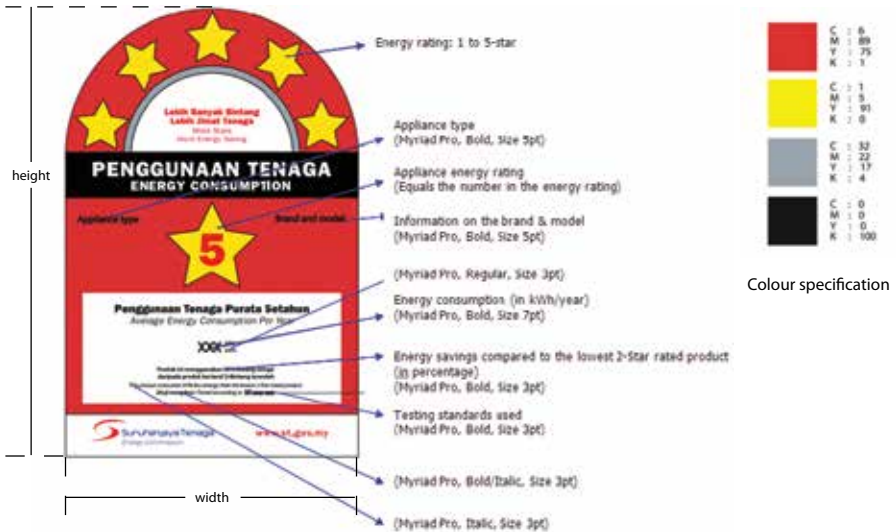 Energy rating: 1 to 5-star
Lebih Banyak Bintang
Lebih Jimat Tenaga
More Stars
More Energy Saving
Appliance type
(Myriad Pro, Bold, Size 5pt)
PENGGUNAAN TENAGA
ENERGY CONSUMPTION
height
Appliance energy rating
(Equals the number in the energy rating)
Appliance type
Brand and model
5
Information on the brand & model
(Myriad Pro, Bold, Size 5pt)
(Myriad Pro, Regular, Size 3pt)
Penggunaan Tenaga Purata Setahun
Average Energy Consumption Per Year
XXX
Energy consumption (in kWh/year)
(Myriad Pro, Bold, Size 7pt)
Energy savings compared to the lowest 2-Star rated product
(in percentage)
(Myriad Pro, Bold, Size 3pt)
Testing standards used
(Myriad Pro, Bold, Size 3pt)
Suruhanjaya Tenaga
Energy Commission
www.st.gov.my
(Myriad Pro, Bold/Italic, Size 3pt)
width
(Myriad Pro, Italic, Size 3pt)
C : 6
M : 89
Y : 75
K : 1
C : 1
M : 5
Y : 91
K : 0
C : 32
M : 22
Y : 17
K : 4
C : 0
M : 0
Y : 0
K : 100
Colour specification